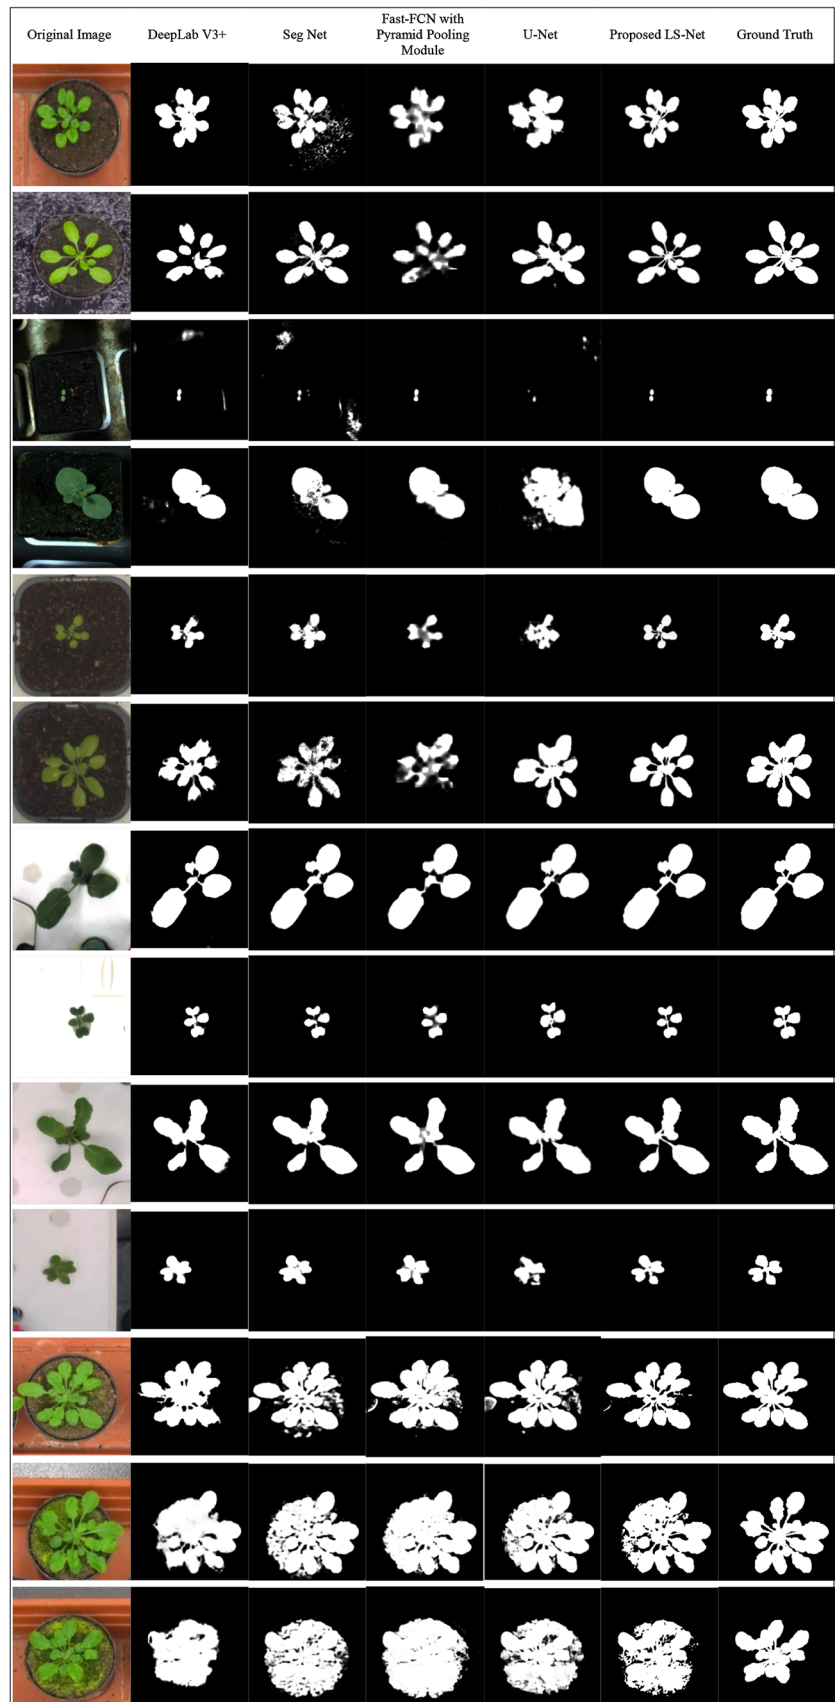 Original Image
DeepLab V3+
Seg Net
Fast-FCN with
Pyramid Pooling
Module
U-Net
Proposed LS-Net
Ground Truth